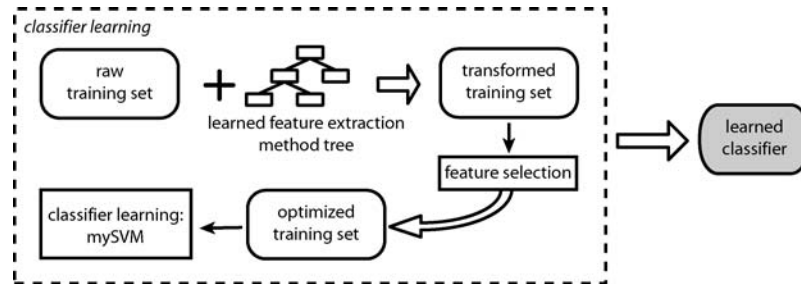 classifier learning
raw
training set
learned feature extraction
method tree
transformed
training set
feature selection
optimized
training set
classifier learning:
mySVM
learned
classifier